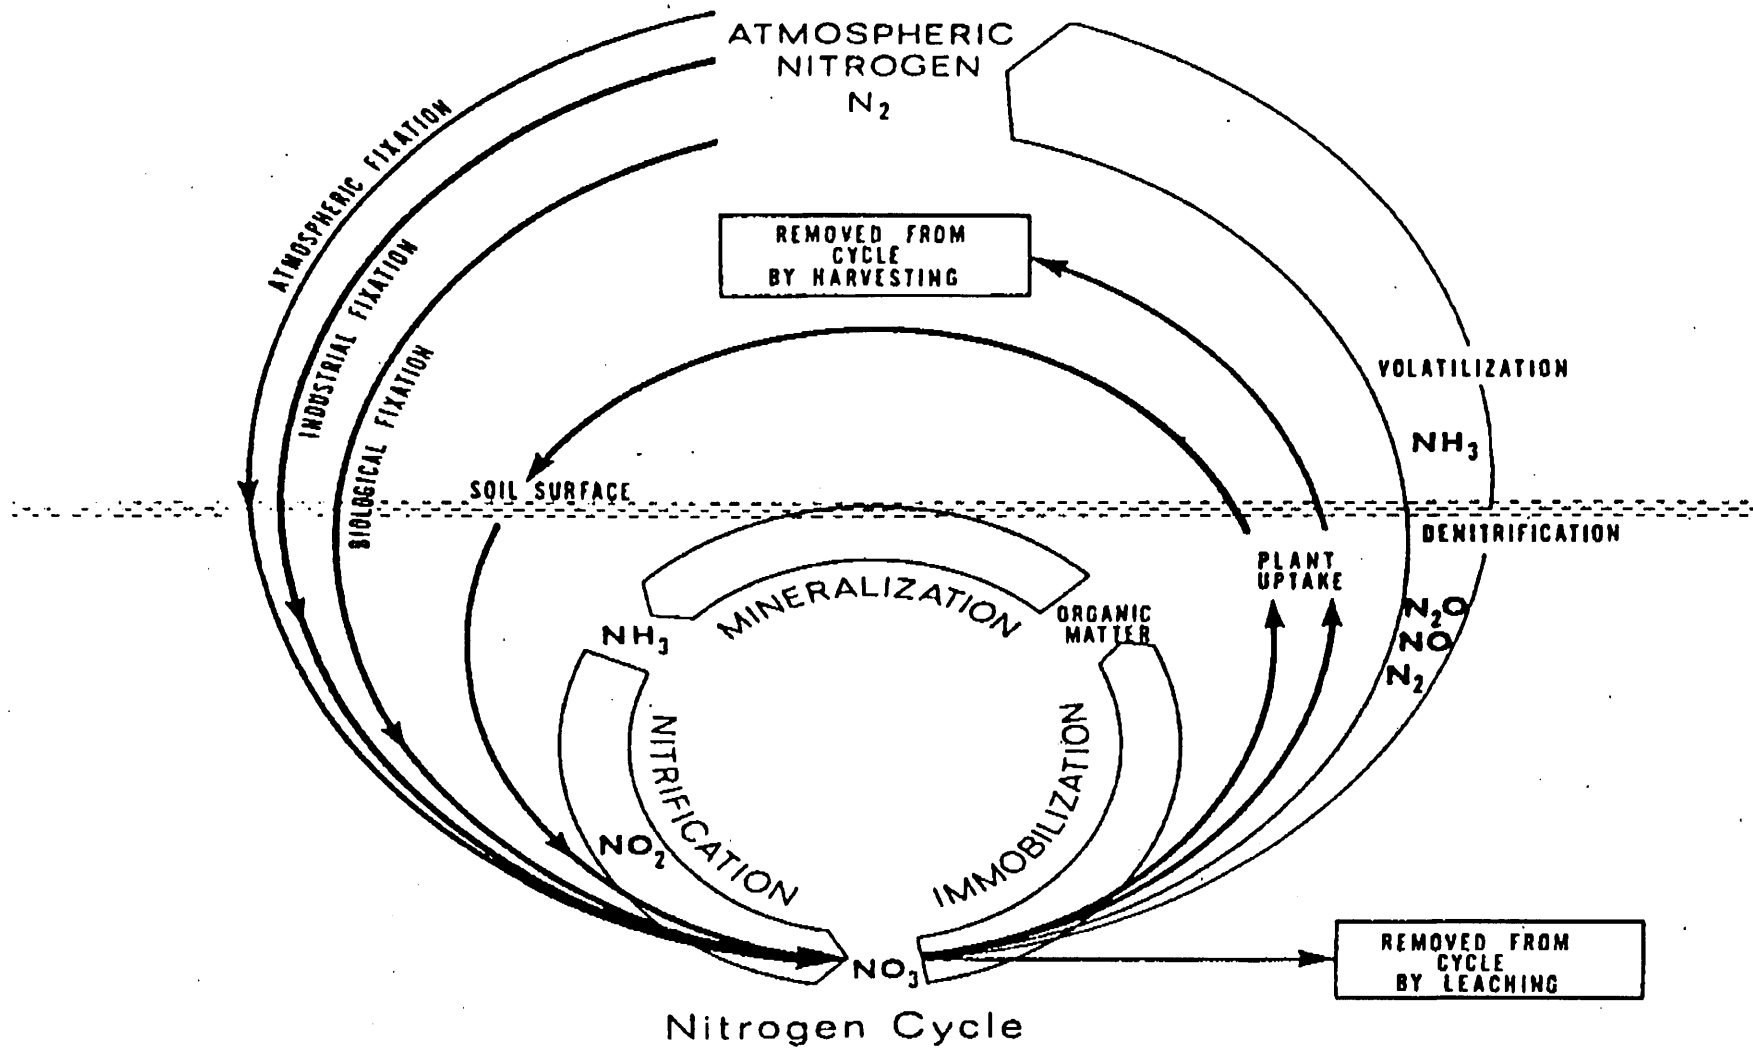 ATMOSPHERIC
NITROGEN
N₂
ATMOSPHERIC FIXATION
INDUSTRIAL FIXATION
BIOLOGICAL FIXATION
REMOVED FROM
CYCLE
BY HARVESTING
VOLATILIZATION
NH₃
SOIL SURFACE
DENITRIFICATION
PLANT
UPTAKE
N₂O
NO
N₂
MINERALIZATION
ORGANIC
MATTER
NH₃
NITRIFICATION
IMMOBILIZATION
NO₂
NO₃
REMOVED FROM
CYCLE
BY LEACHING
Nitrogen Cycle